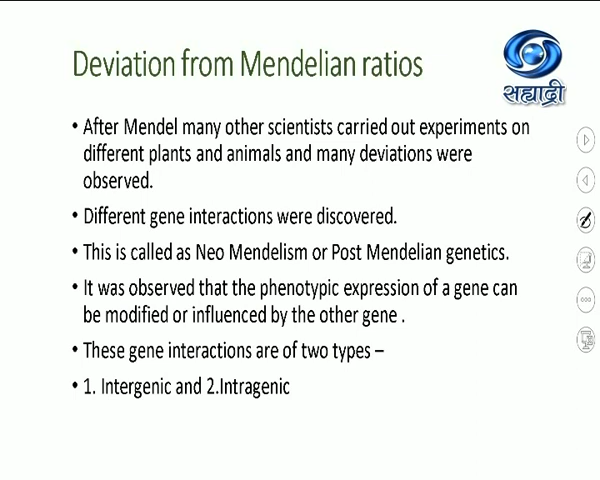 Deviation from Mendelian ratios
सह्याद्री
• After Mendel many other scientists carried out experiments on
different plants and animals and many deviations were
observed.
• Different gene interactions were discovered.
• This is called as Neo Mendelism or Post Mendelian genetics.
• It was observed that the phenotypic expression of a gene can
be modified or influenced by the other gene .
• These gene interactions are of two types –
• 1. Intergenic and 2.Intragenic